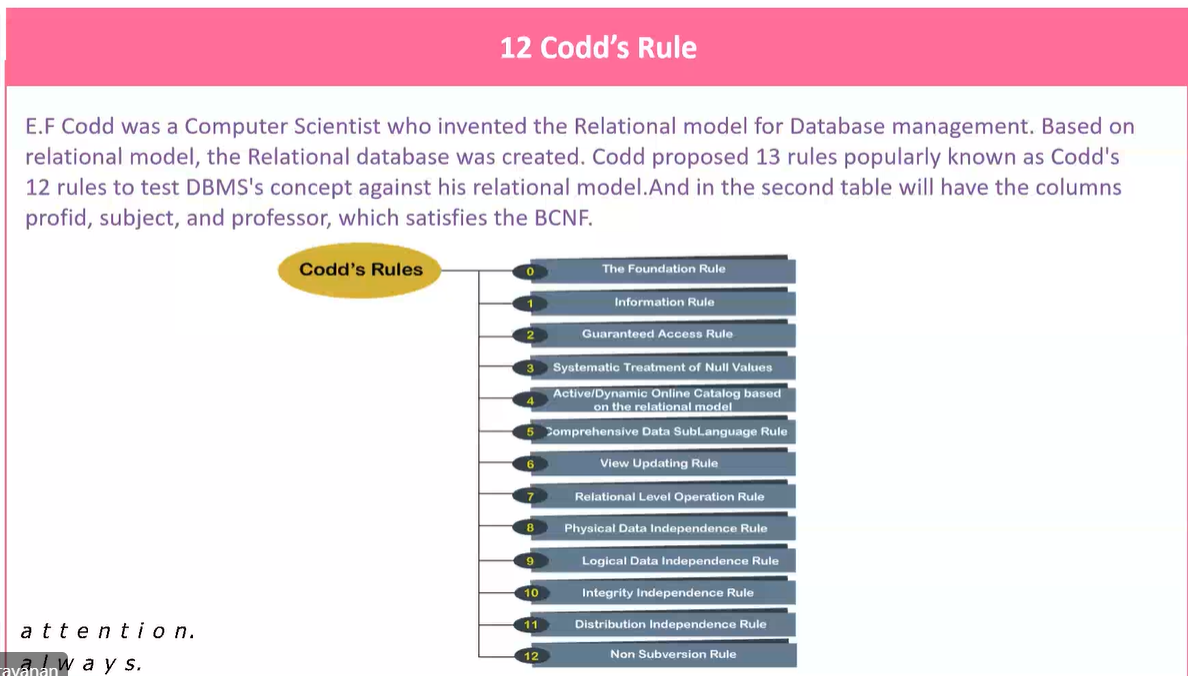 12 Codd's Rule
E.F Codd was a Computer Scientist who invented the Relational model for Database management. Based on
relational model, the Relational database was created. Codd proposed 13 rules popularly known as Codd's
12 rules to test DBMS's concept against his relational model.And in the second table will have the columns
profid, subject, and professor, which satisfies the BCNF.
Codd's Rules
0 The Foundation Rule
1 Information Rule
2 Guaranteed Access Rule
3 Systematic Treatment of Null Values
4 Active/Dynamic Online Catalog based
on the relational model
5 Comprehensive Data SubLanguage Rule
6 View Updating Rule
7 Relational Level Operation Rule
8 Physical Data Independence Rule
9 Logical Data Independence Rule
10 Integrity Independence Rule
11 Distribution Independence Rule
12 Non Subversion Rule
attention.
always.